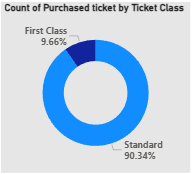 Count of Purchased ticket by Ticket Class
First Class
9.66%
Standard
90.34%